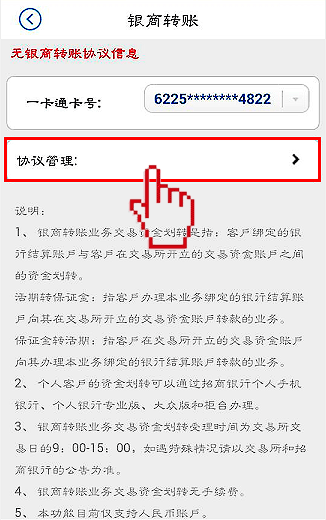 银商转账
无银商转账协议信息
一卡通卡号:
6225********4822
协议管理:
说明:
1、银商转账业务交易资金划转是指:客户绑定的银
行结算账户与客户在交易所开立的交易资金账户之间
的资金划转。
活期转保证金:指客户办理本业务绑定的银行结算账
户向其在交易所开立的交易资金账户转款的业务。
保证金转活期:指客户在交易所开立的交易资金账户
向其办理本业务绑定的银行结算账户转款的业务。
2、个人客户的资金划转可以通过招商银行个人手机
银行、个人银行专业版、大众版和柜台办理。
3、银商转账业务交易资金划转受理时间为交易所交
易日的9:00-15:00,如遇特殊情况请以交易所和招
商银行的公告为准。
4、银商转账业务交易资金划转无手续费。
5、本功能目前仅支持人民币账户。